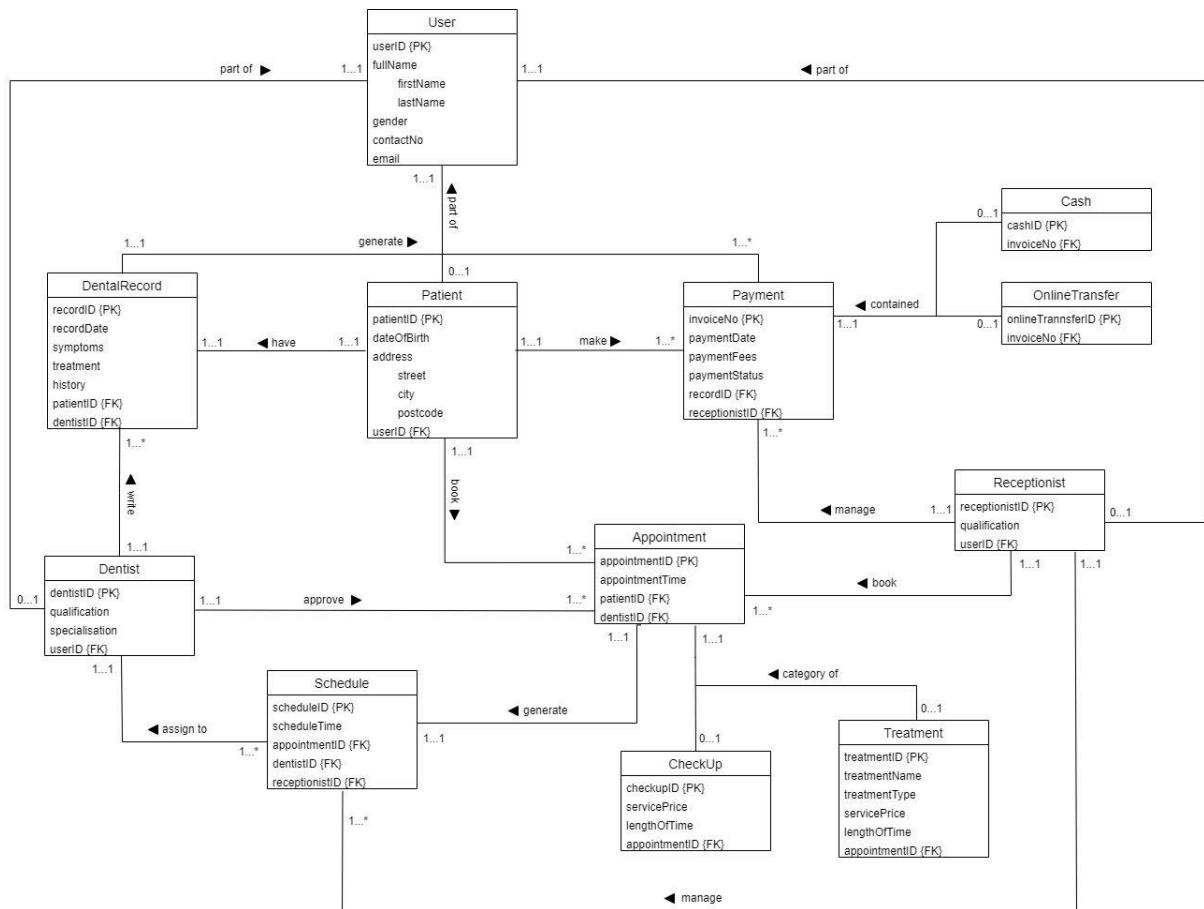 User
userID {PK}
fullName
firstName
lastName
gender
contactNo
email
part of ►
1...1
1...1
◄ part of
1...1
◄ part of
0...1
1...1
generate ►
1...*
Cash
cashID {PK}
invoiceNo {FK}
0...1
DentalRecord
recordID {PK}
recordDate
symptoms
treatment
history
patientID {FK}
dentistID {FK}
Patient
patientID {PK}
dateOfBirth
address
street
city
postcode
userID {FK}
Payment
invoiceNo {PK}
paymentDate
paymentFees
paymentStatus
recordID {FK}
receptionistID {FK}
◄ contained
1...1
0...1
OnlineTransfer
onlineTrannsferID {PK}
invoiceNo {FK}
1...1
◄ have
1...1
1...1
make ►
1...*
1...*
◄ write
1...1
1...1
book ►
1...*
1...*
◄ manage
1...1
Receptionist
receptionistID {PK}
qualification
userID {FK}
0...1
1...1
1...1
Dentist
dentistID {PK}
qualification
specialisation
userID {FK}
0...1
1...1
approve ►
1...*
Appointment
appointmentID {PK}
appointmentTime
patientID {FK}
dentistID {FK}
◄ book
1...*
1...1
1...1
1...1
◄ assign to
1...*
Schedule
scheduleID {PK}
scheduleTime
appointmentID {FK}
dentistID {FK}
receptionistID {FK}
◄ generate
1...1
◄ category of
0...1
0...1
CheckUp
checkupID {PK}
servicePrice
lengthOfTime
appointmentID {FK}
Treatment
treatmentID {PK}
treatmentName
treatmentType
servicePrice
lengthOfTime
appointmentID {FK}
1...*
◄ manage